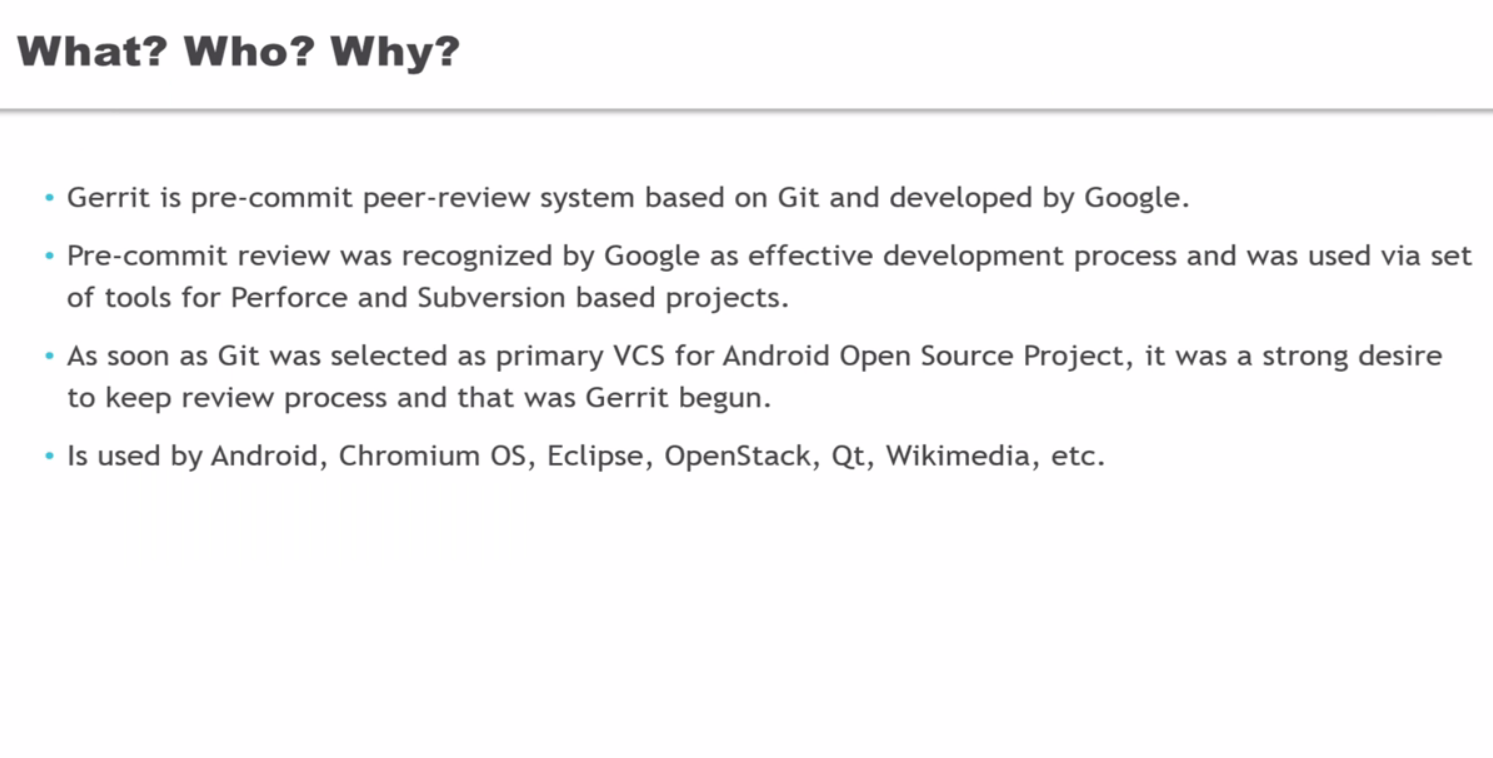 What? Who? Why?
• Gerrit is pre-commit peer-review system based on Git and developed by Google.
• Pre-commit review was recognized by Google as effective development process and was used via set
of tools for Perforce and Subversion based projects.
• As soon as Git was selected as primary VCS for Android Open Source Project, it was a strong desire
to keep review process and that was Gerrit begun.
• Is used by Android, Chromium OS, Eclipse, OpenStack, Qt, Wikimedia, etc.